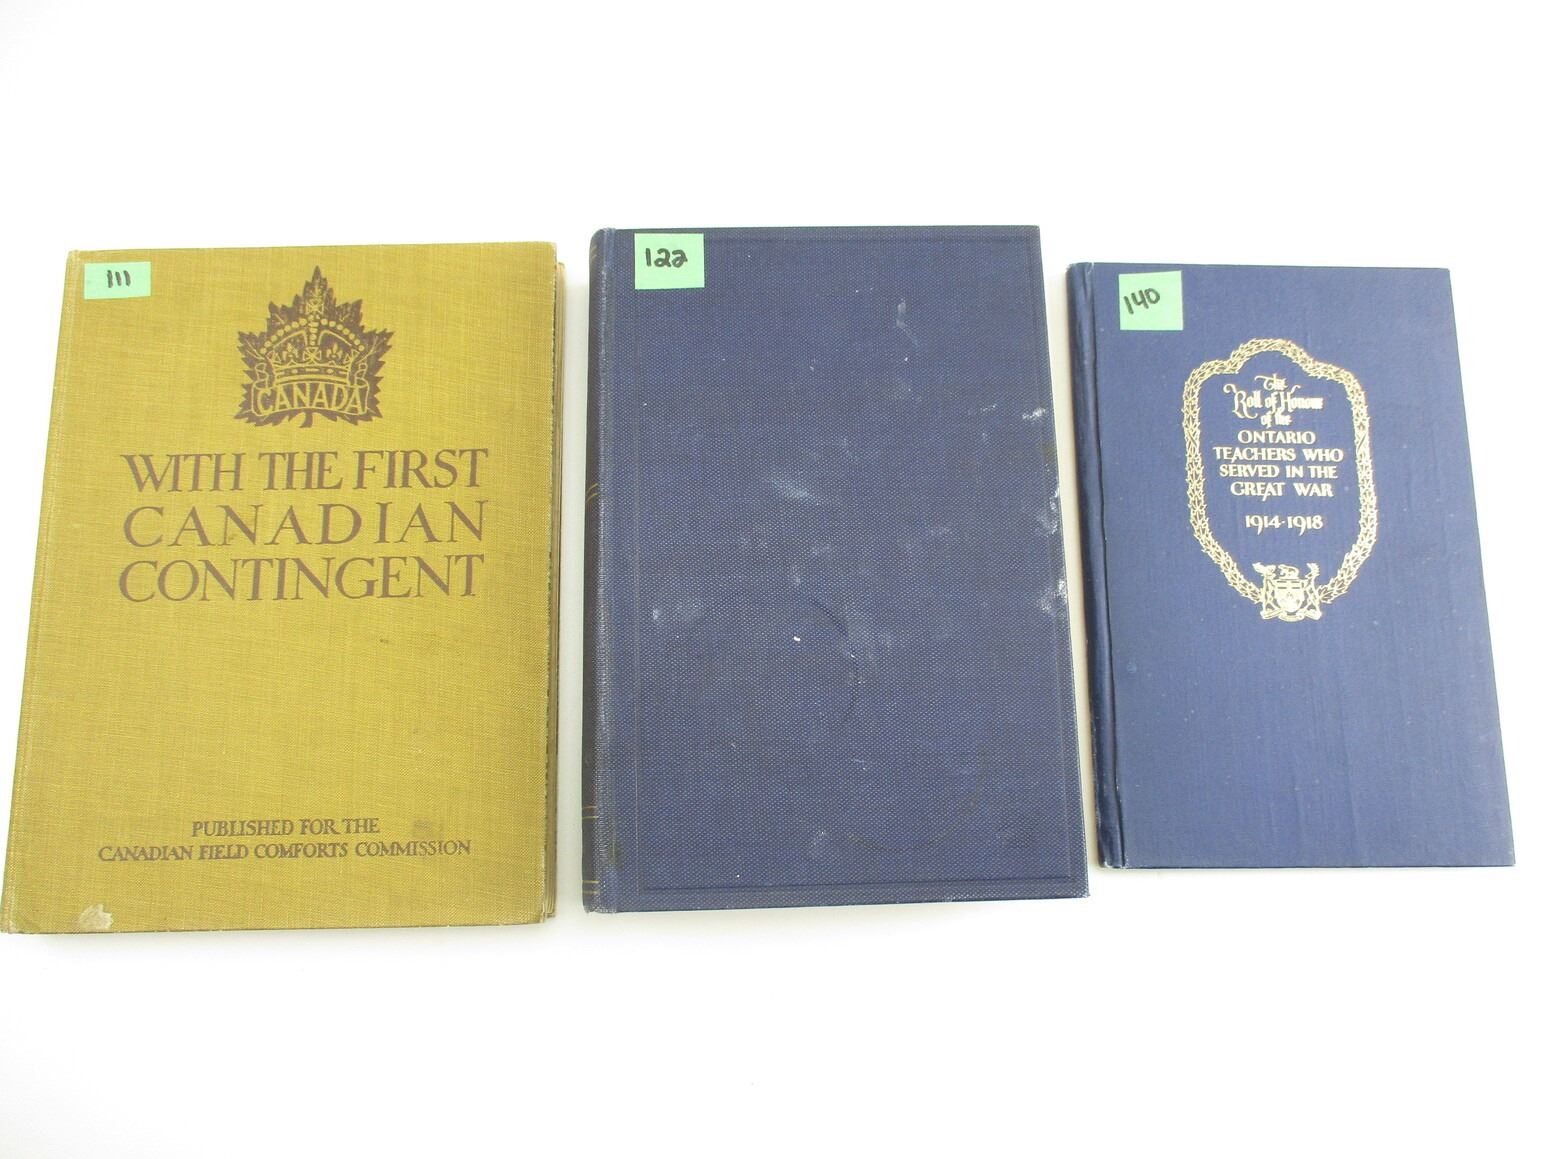 111
CANADA
WITH THE FIRST
CANADIAN
CONTINGENT
PUBLISHED FOR THE
CANADIAN FIELD COMFORTS COMMISSION
122
140
The
Roll of Honour
of the
ONTARIO
TEACHERS WHO
SERVED IN THE
GREAT WAR
1914-1918